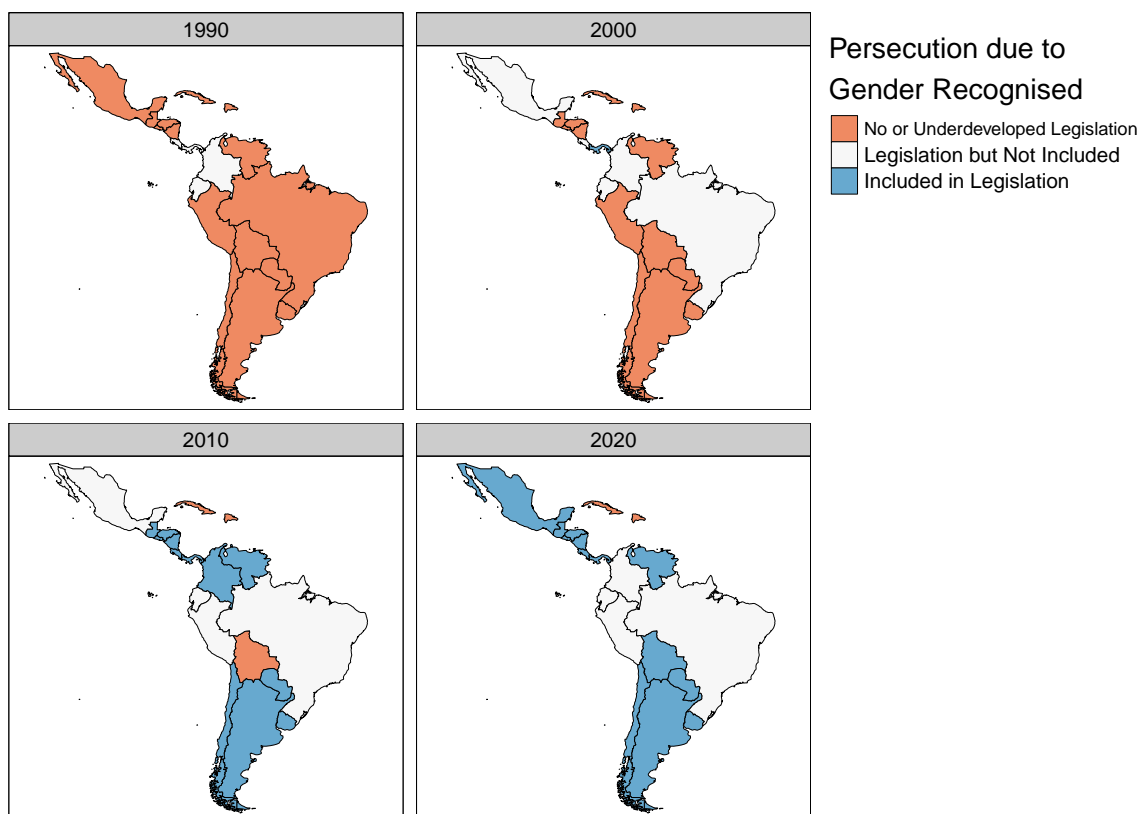 1990
2000
Persecution due to
Gender Recognised
No or Underdeveloped Legislation
Legislation but Not Included
Included in Legislation
2010
2020